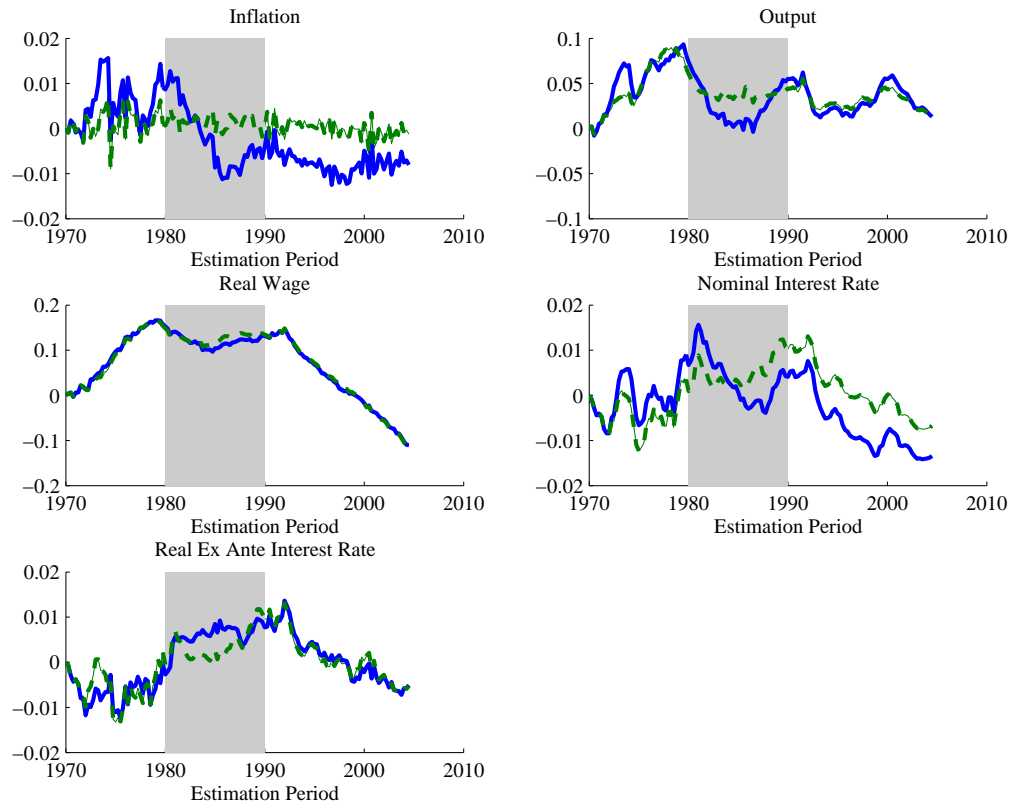 Inflation
0.02
0.01
0
−0.01
−0.02
1970 1980 1990 2000 2010
Estimation Period
Output
0.1
0.05
0
−0.05
−0.1
1970 1980 1990 2000 2010
Estimation Period
Real Wage
0.2
0.1
0
−0.1
−0.2
1970 1980 1990 2000 2010
Estimation Period
Nominal Interest Rate
0.02
0.01
0
−0.01
−0.02
1970 1980 1990 2000 2010
Estimation Period
Real Ex Ante Interest Rate
0.02
0.01
0
−0.01
−0.02
1970 1980 1990 2000 2010
Estimation Period